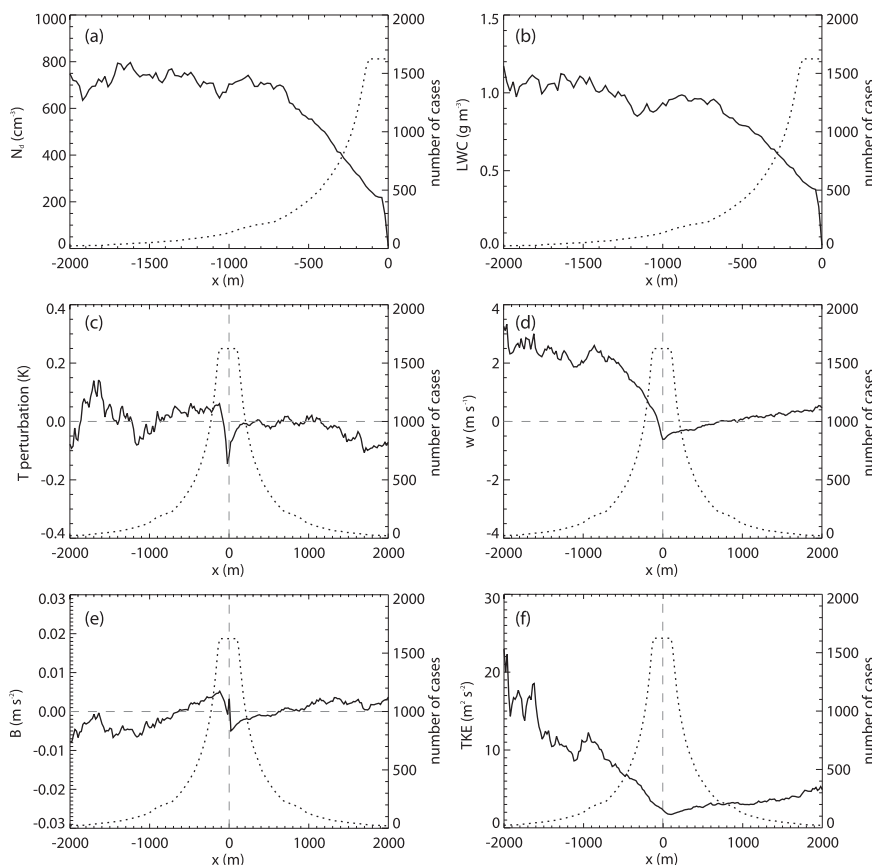 (a)
1000
800
600
400
200
0
N_d (cm⁻³)
2000
1500
1000
500
0
number of cases
-2000 -1500 -1000 -500 0
x (m)
(b)
1.5
1.0
0.5
0.0
LWC (g m⁻³)
2000
1500
1000
500
0
number of cases
-2000 -1500 -1000 -500 0
x (m)
(c)
0.4
0.2
0.0
-0.2
-0.4
T perturbation (K)
2000
1500
1000
500
0
number of cases
-2000 -1000 0 1000 2000
x (m)
(d)
4
2
0
-2
-4
w (m s⁻¹)
2000
1500
1000
500
0
number of cases
-2000 -1000 0 1000 2000
x (m)
(e)
0.03
0.02
0.01
0.00
-0.01
-0.02
-0.03
B (m s⁻²)
2000
1500
1000
500
0
number of cases
-2000 -1000 0 1000 2000
x (m)
(f)
30
20
10
0
TKE (m² s⁻²)
2000
1500
1000
500
0
number of cases
-2000 -1000 0 1000 2000
x (m)